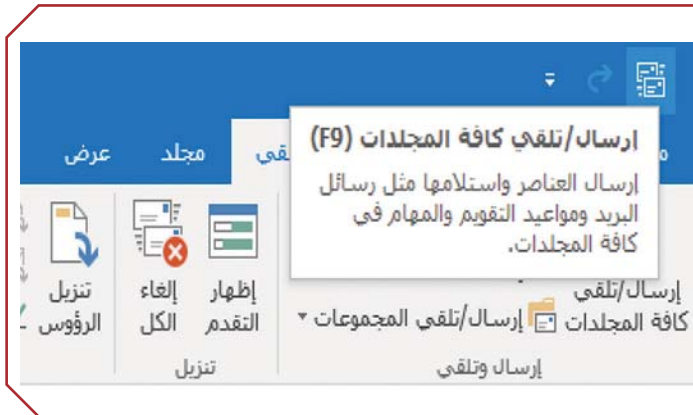 مجلد عرض
إرسال/تلقي كافة المجلدات (F9)
إرسال العناصر واستلامها مثل رسائل
البريد ومواعيد التقويم والمهام في
كافة المجلدات.
إرسال/تلقي
كافة المجلدات
إرسال/تلقي المجموعات
إرسال وتلقي
إظهار
التقدم
إلغاء
الكل
تنزيل
الرؤوس
تنزيل